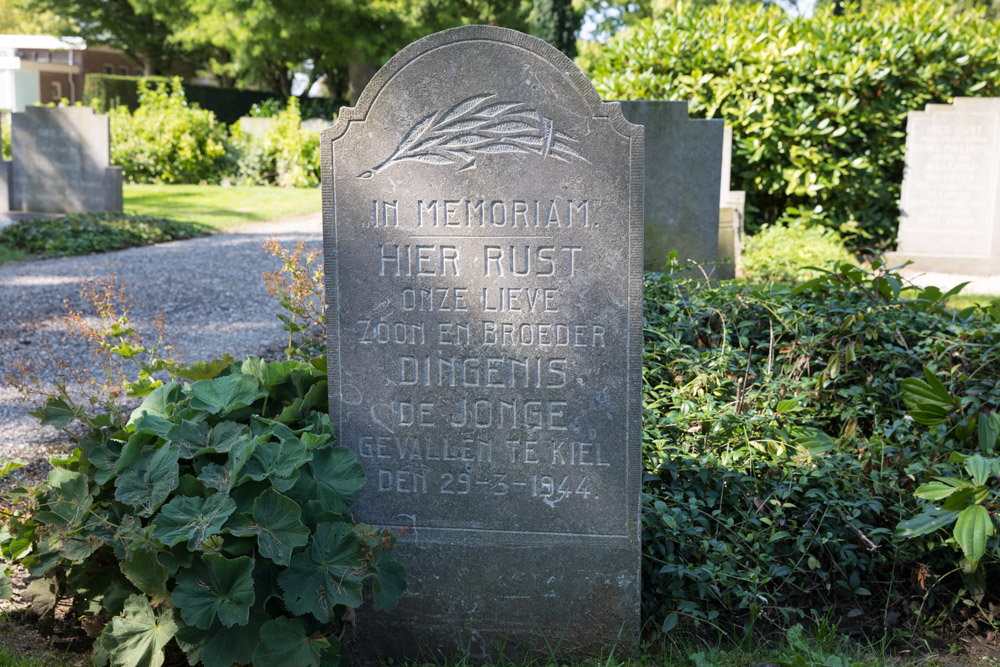 „IN MEMORIAM"
HIER RUST
ONZE LIEVE
ZOON EN BROEDER
DINGENIS
DE JONGE
GEVALLEN TE KIEL
DEN 29-3-1944.